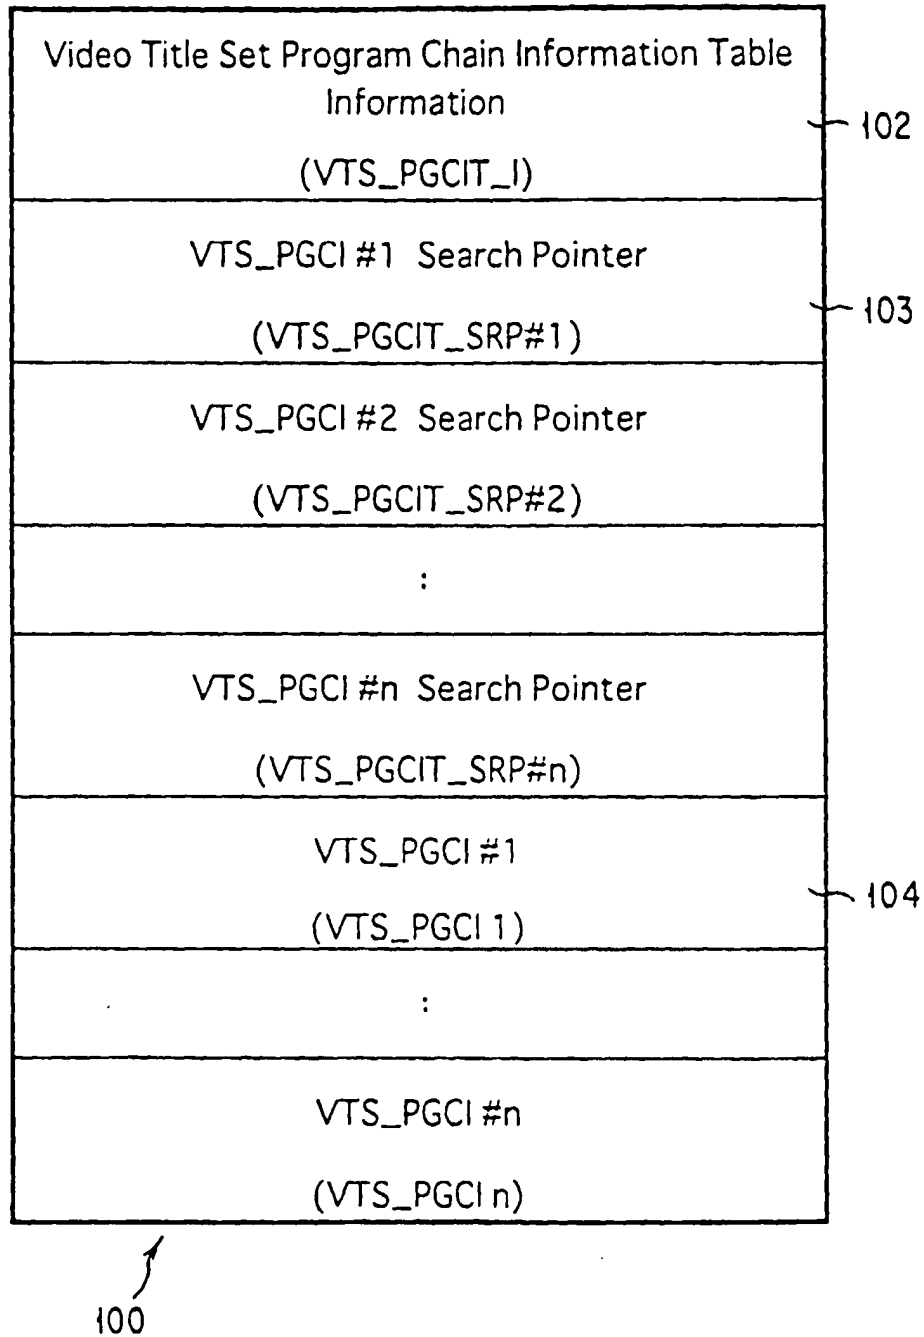 Video Title Set Program Chain Information Table
Information
(VTS_PGCIT_I)
102
VTS_PGCI #1 Search Pointer
(VTS_PGCIT_SRP#1)
103
VTS_PGCI #2 Search Pointer
(VTS_PGCIT_SRP#2)
:
VTS_PGCI #n Search Pointer
(VTS_PGCIT_SRP#n)
VTS_PGCI #1
(VTS_PGCI 1)
104
:
VTS_PGCI #n
(VTS_PGCI n)
100